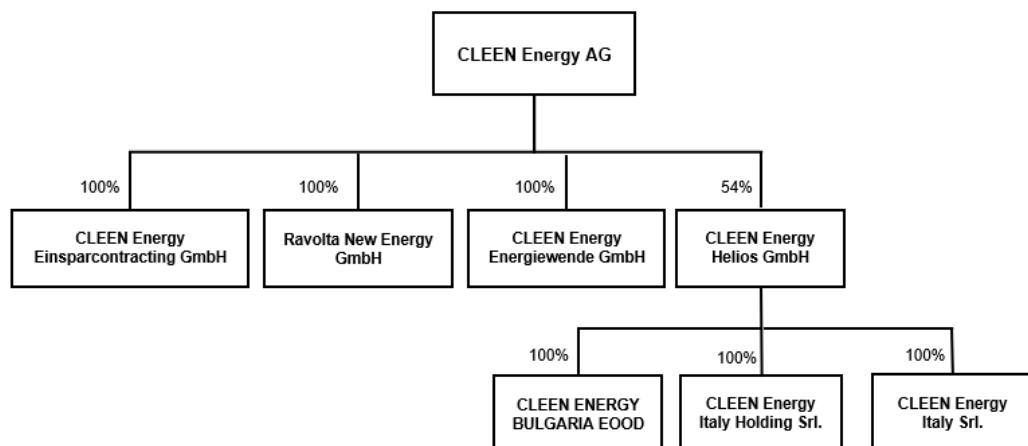 CLEEN Energy AG
100%
100%
100%
54%
CLEEN Energy
Einsparcontracting GmbH
Ravolta New Energy
GmbH
CLEEN Energy
Energiewende GmbH
CLEEN Energy
Helios GmbH
100%
100%
100%
CLEEN ENERGY
BULGARIA EOOD
CLEEN Energy
Italy Holding Srl.
CLEEN Energy
Italy Srl.